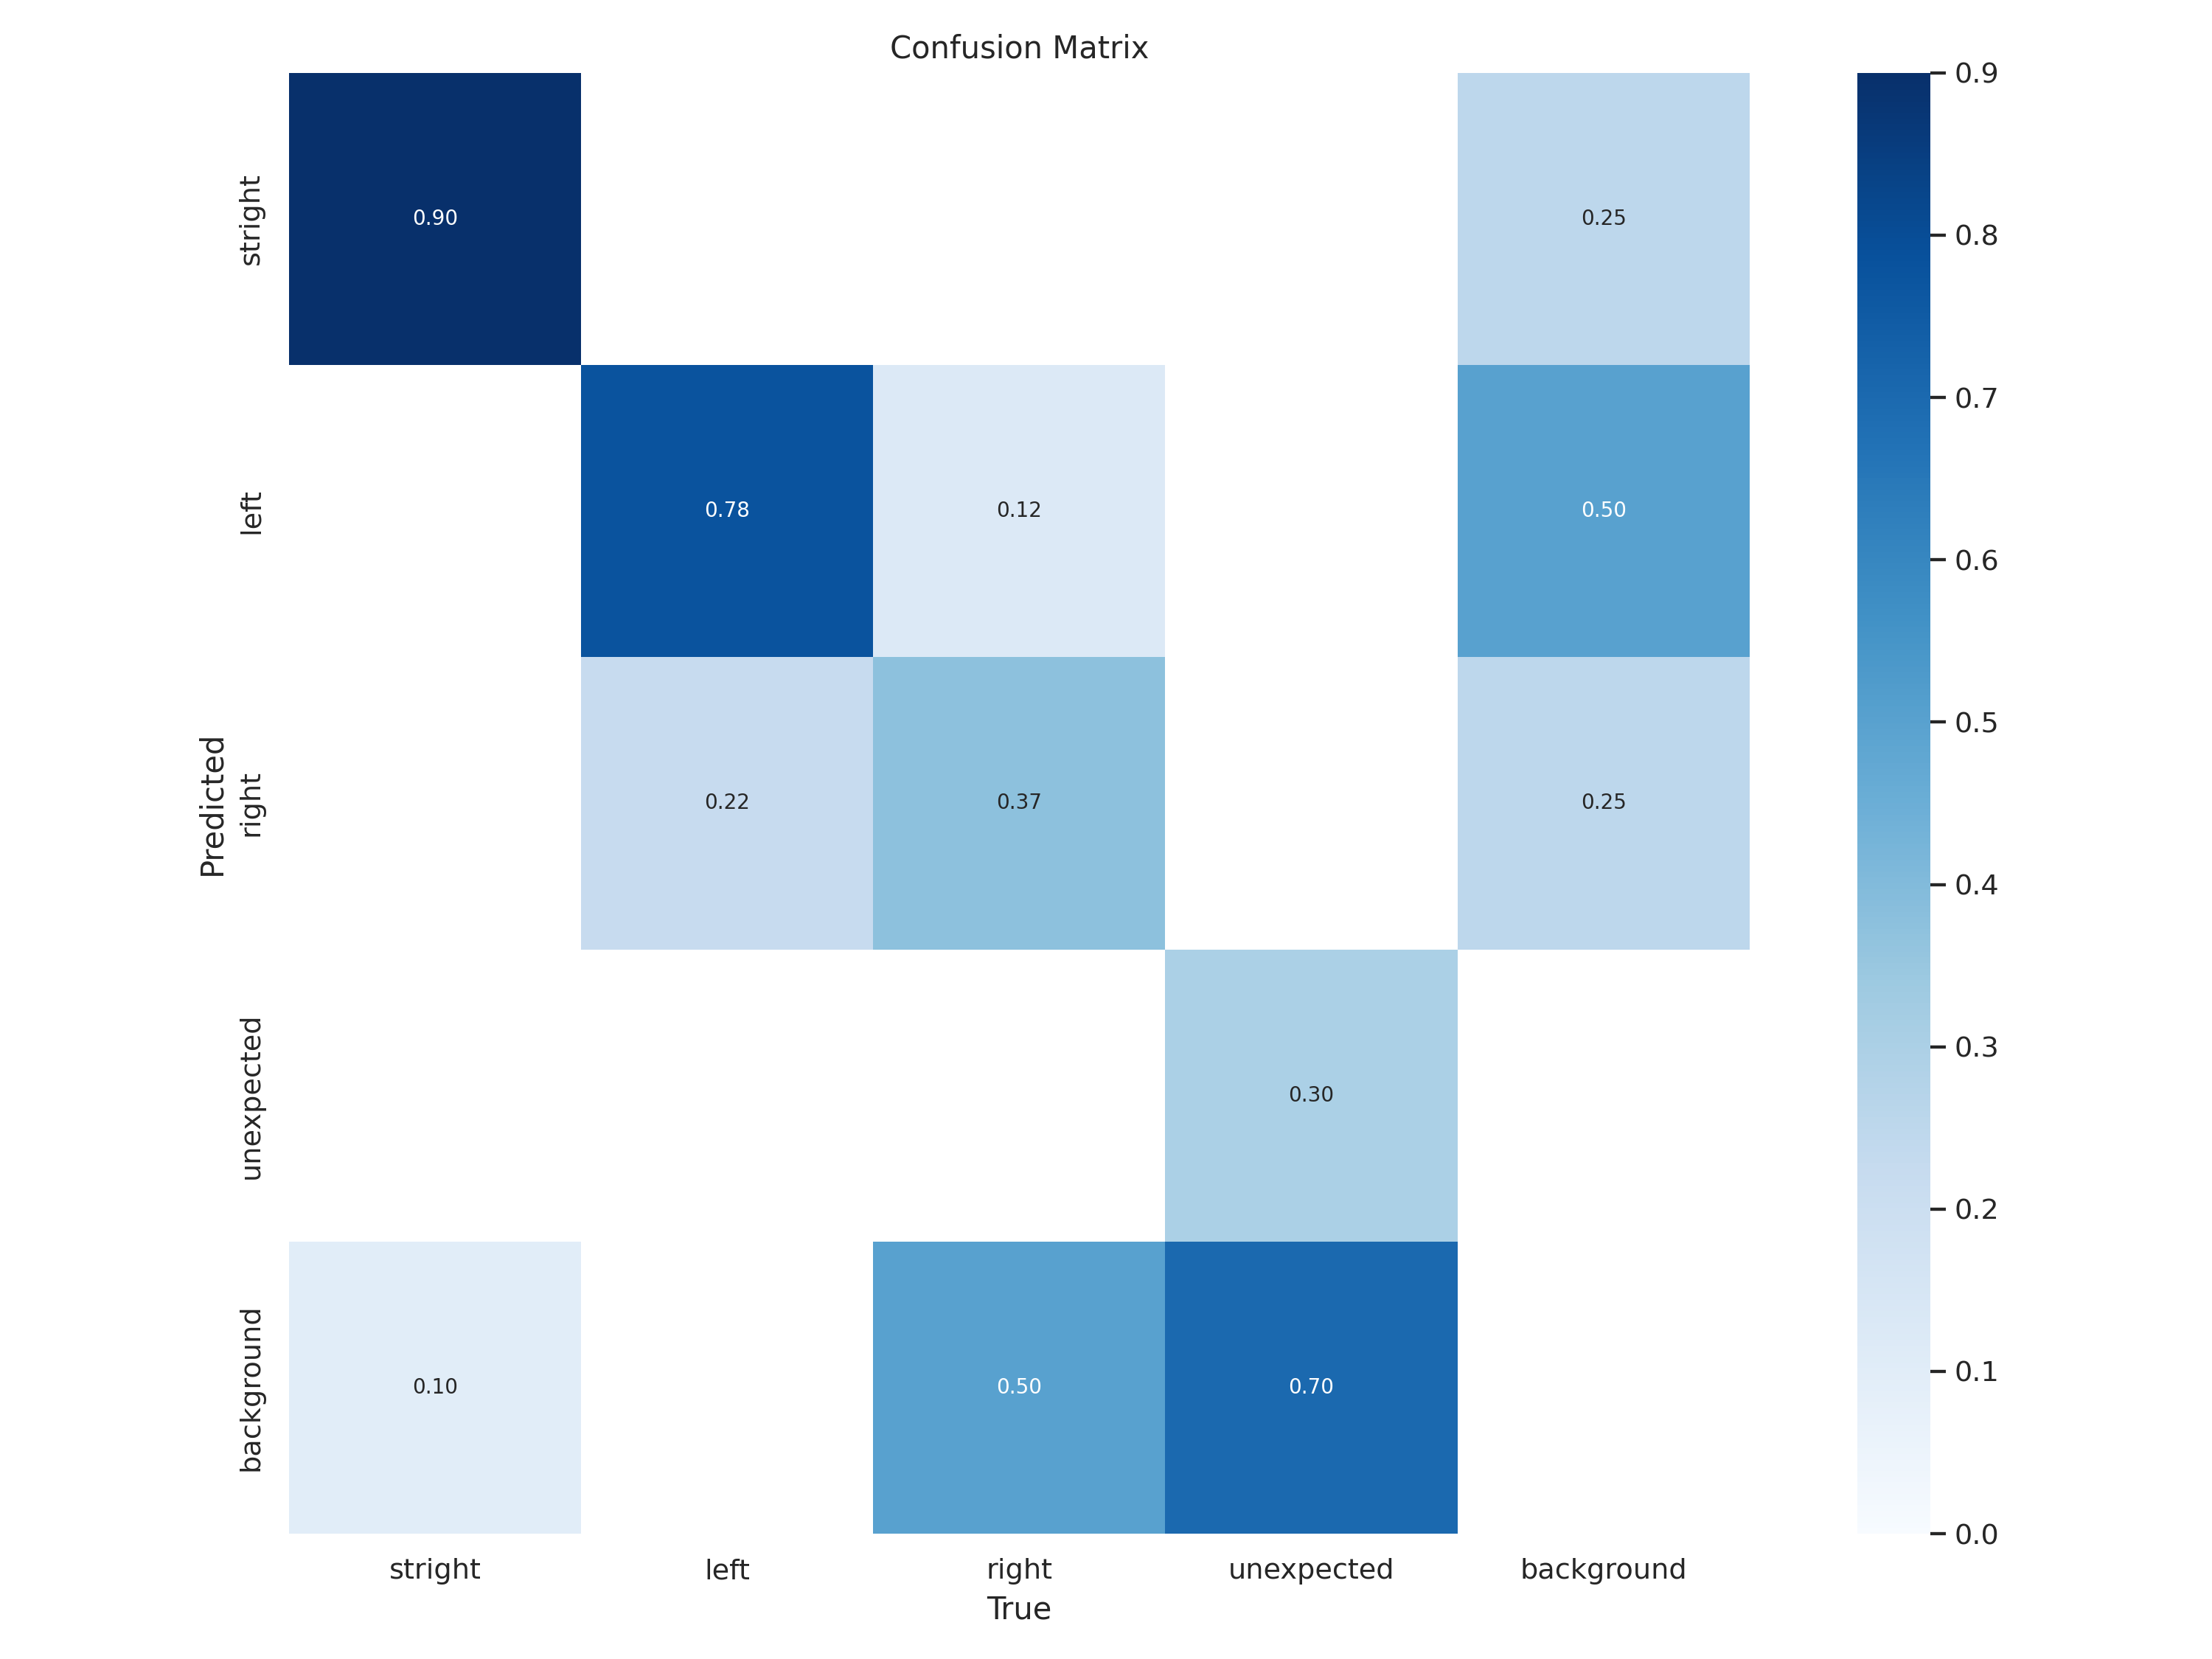 Confusion Matrix
stright
0.90
0.25
left
0.78
0.12
0.50
Predicted
right
0.22
0.37
0.25
unexpected
0.30
background
0.10
0.50
0.70
stright
left
right
unexpected
background
True
0.9
0.8
0.7
0.6
0.5
0.4
0.3
0.2
0.1
0.0